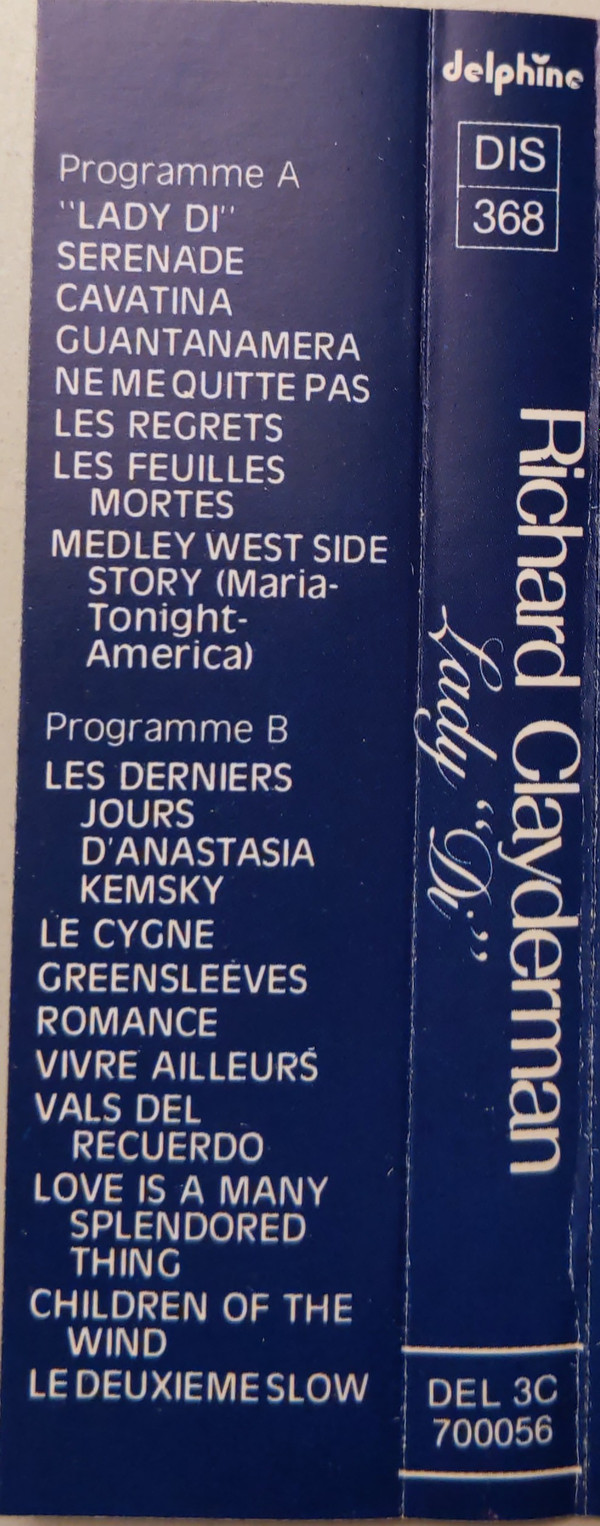 Programme A
"LADY DI"
SERENADE
CAVATINA
GUANTANAMERA
NE ME QUITTE PAS
LES REGRETS
LES FEUILLES
MORTES
MEDLEY WEST SIDE
STORY (Maria-
Tonight-
America)
Programme B
LES DERNIERS
JOURS
D'ANASTASIA
KEMSKY
LE CYGNE
GREENSLEEVES
ROMANCE
VIVRE AILLEURS
VALS DEL
RECUERDO
LOVE IS A MANY
SPLENDORED
THING
CHILDREN OF THE
WIND
LE DEUXIEME SLOW
delphine
DIS
368
Richard Clayderman
Lady "Di"
DEL 3C
700056